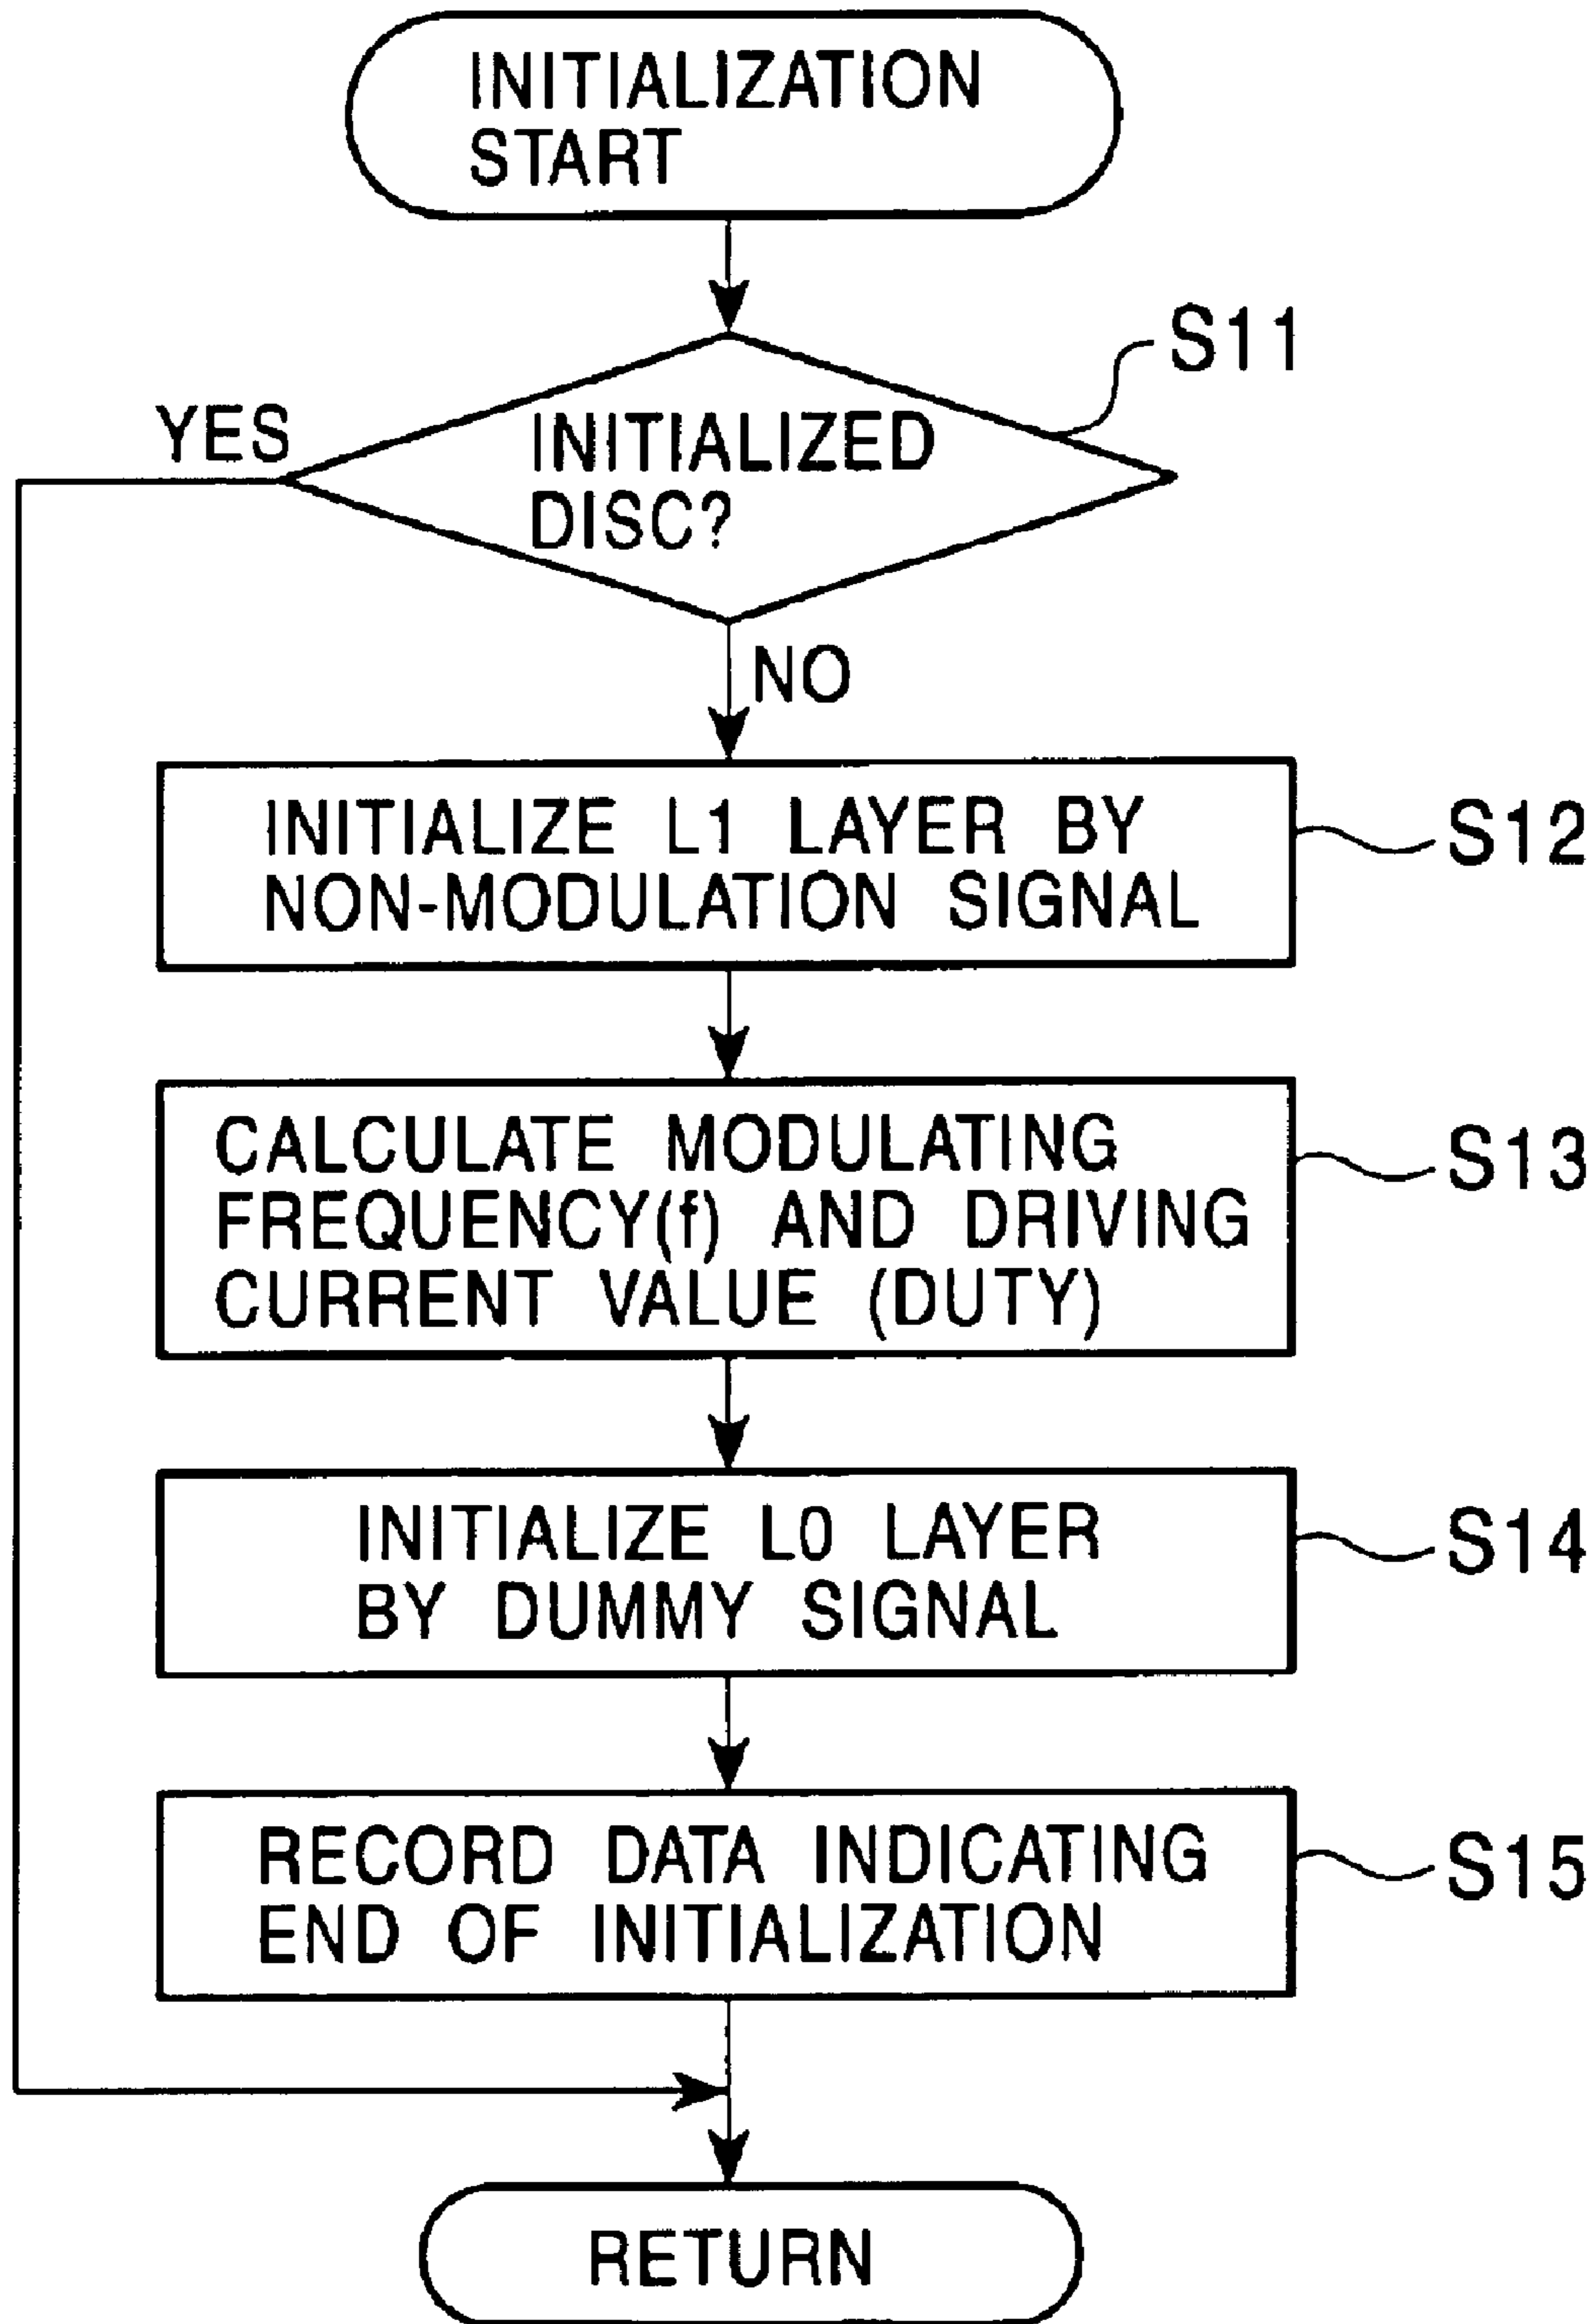 INITIALIZATION
START
S11
YES
INITIALIZED
DISC?
NO
INITIALIZE L1 LAYER BY
NON-MODULATION SIGNAL
S12
CALCULATE MODULATING
FREQUENCY(f) AND DRIVING
CURRENT VALUE (DUTY)
S13
INITIALIZE L0 LAYER
BY DUMMY SIGNAL
S14
RECORD DATA INDICATING
END OF INITIALIZATION
S15
RETURN